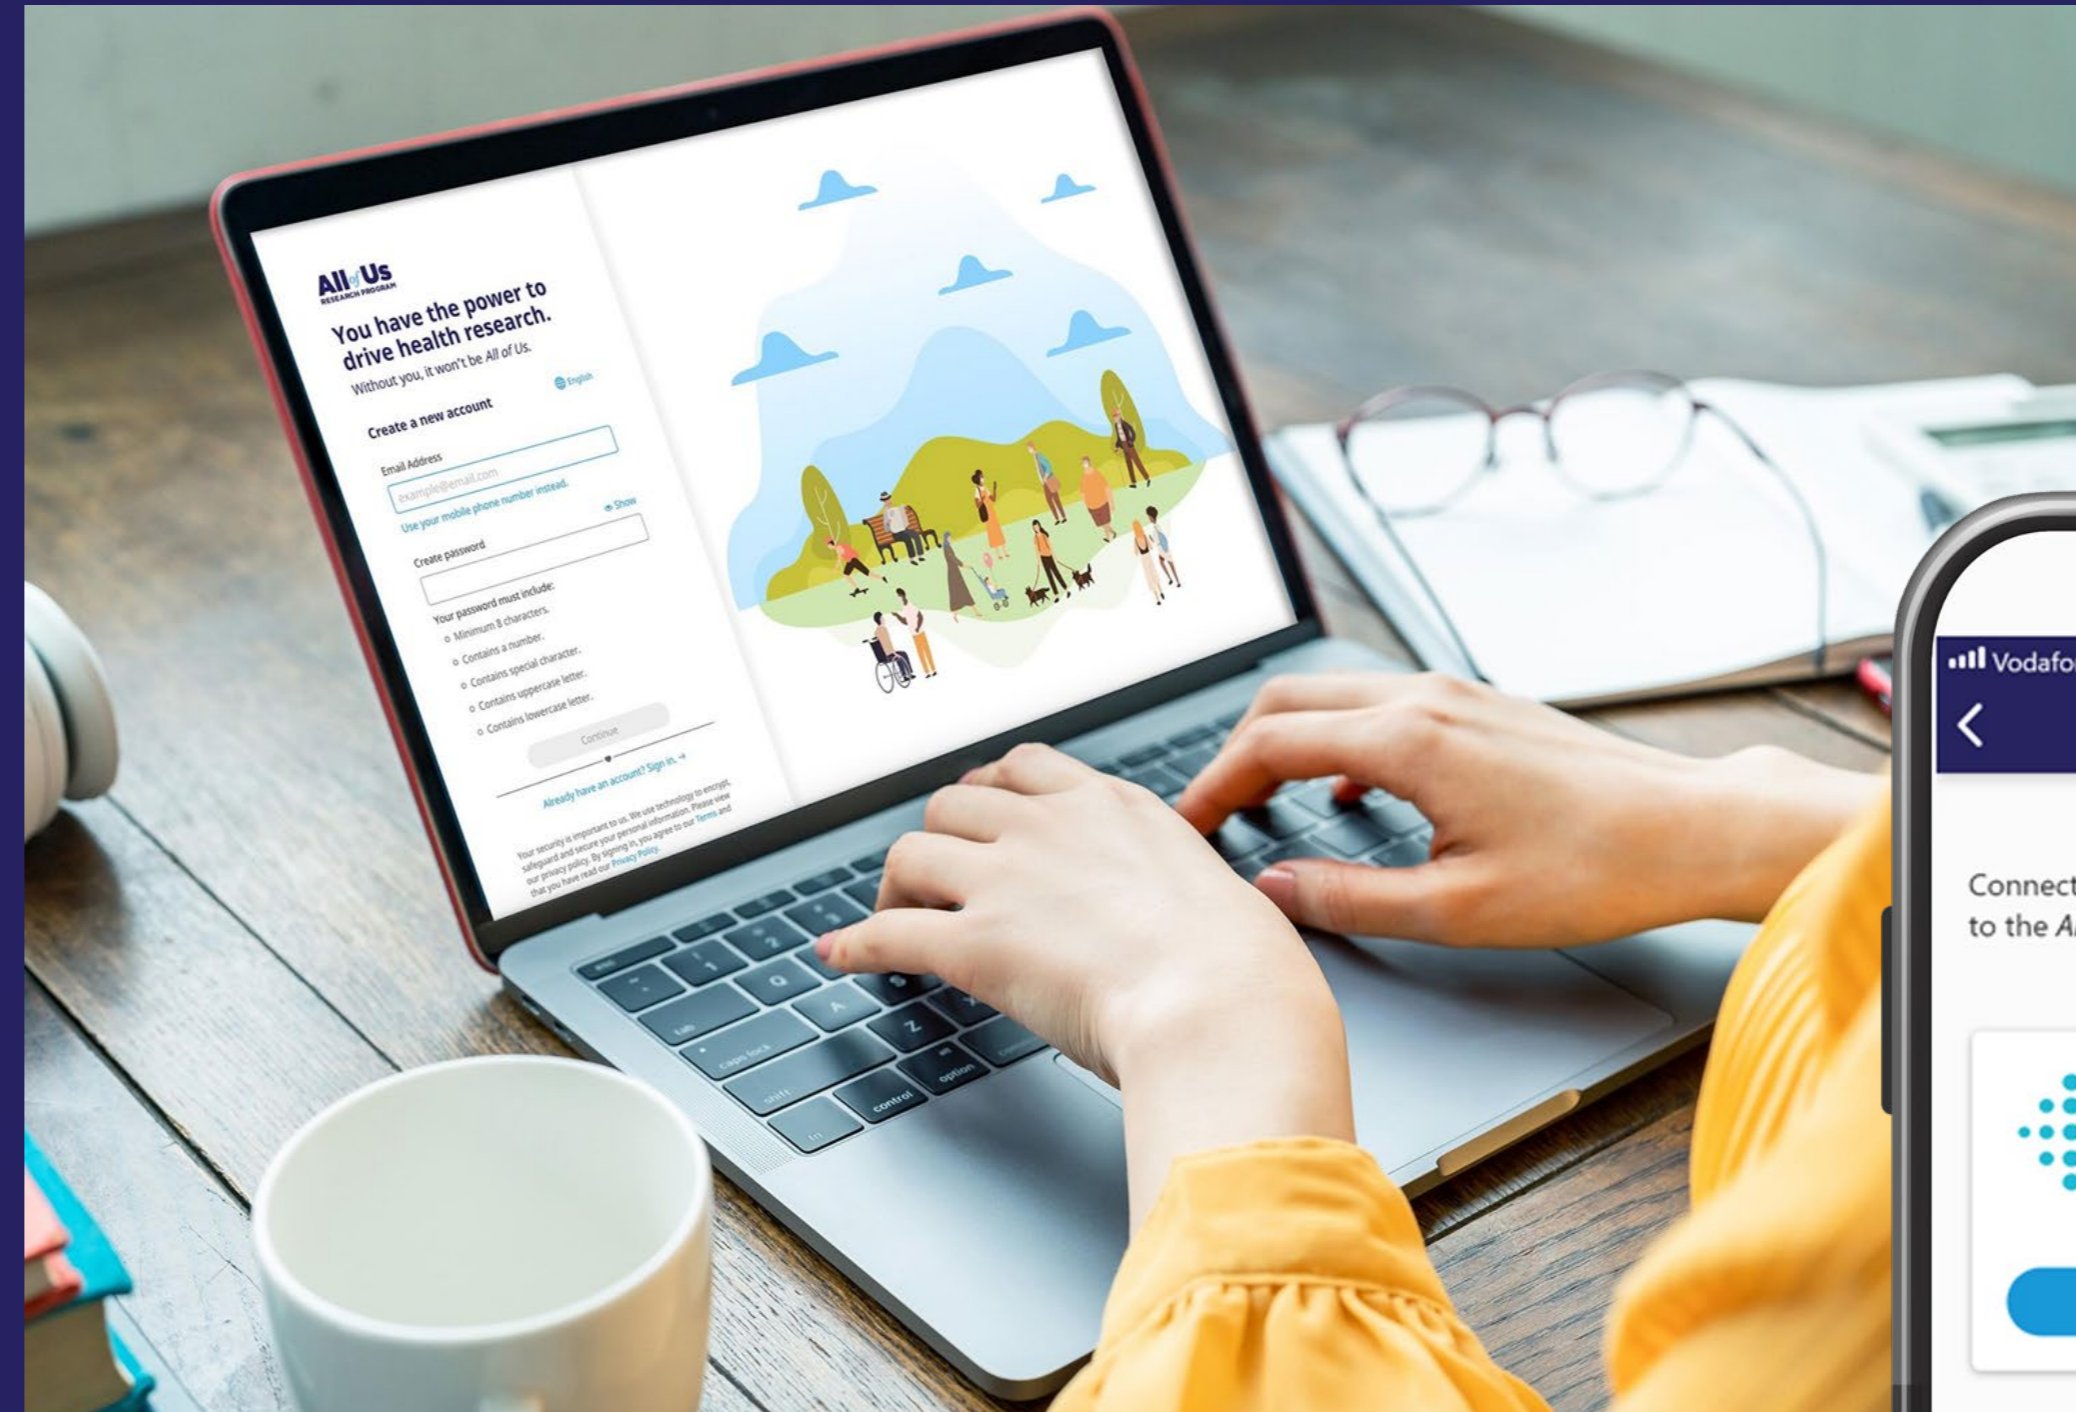 All of Us
RESEARCH PROGRAM
You have the power to
drive health research.
Without you, it won't be All of Us.
English
Create a new account
Email Address
example@email.com
Use your mobile phone number instead.
Show
Create password
Your password must include:
Minimum 8 characters.
Contains a number.
Contains special character.
Contains uppercase letter.
Contains lowercase letter.
Continue
Already have an account? Sign in. →
Your security is important to us. We use technology to encrypt,
safeguard and secure your personal information. Please view
our privacy policy. By signing in, you agree to our Terms and
that you have read our Privacy Policy.
1
2
tab
Q
caps lock
A
shift
Z
fn
control
option
Vodafo
Connect
to the